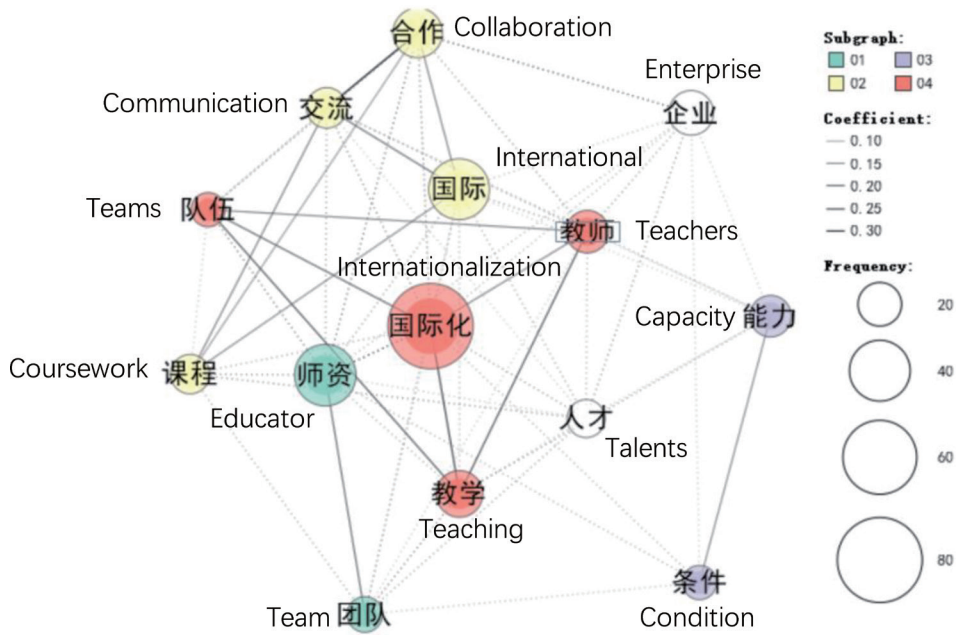 合作 Collaboration
Subgraph:
01 03
02 04
Enterprise
企业
Communication 交流
Coefficient:
0.10
0.15
0.20
0.25
0.30
International
国际
Teams 队伍
教师 Teachers
Internationalization
国际化
Frequency:
20
40
60
80
Capacity 能力
Coursework 课程
师资
Educator
人才
Talents
教学
Teaching
条件
Condition
Team 团队